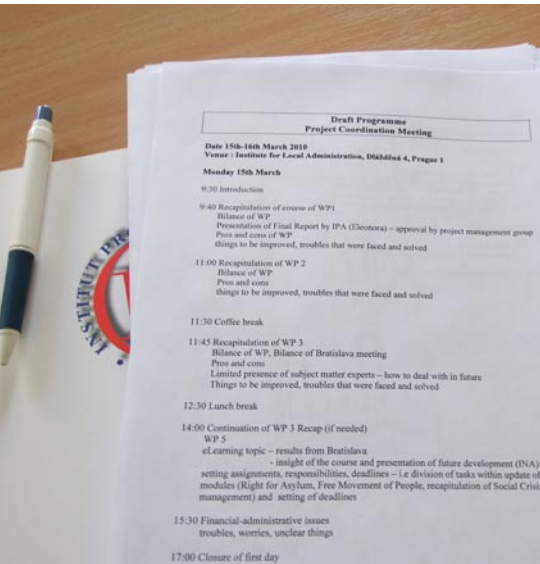 Draft Programme
Project Coordination Meeting
Date 15th-16th March 2010
Venue : Institute for Local Administration, Dlážděná 4, Prague 1
Monday 15th March
9:30 Introduction
9:40 Recapitulation of course of WP1
Bilance of WP
Presentation of Final Report by IPA (Eleonora) – approval by project management group
Pros and cons of WP
things to be improved, troubles that were faced and solved
11:00 Recapitulation of WP 2
Bilance of WP
Pros and cons
things to be improved, troubles that were faced and solved
11:30 Coffee break
11:45 Recapitulation of WP 3
Bilance of WP, Bilance of Bratislava meeting
Pros and cons
Limited presence of subject matter experts – how to deal with in future
Things to be improved, troubles that were faced and solved
12:30 Lunch break
14:00 Continuation of WP 3 Recap (if needed)
WP 5
eLearning topic – results from Bratislava
- insight of the course and presentation of future development (INA)
setting assignments, responsibilities, deadlines – i.e division of tasks within update of
modules (Right for Asylum, Free Movement of People, recapitulation of Social Crisis
management) and setting of deadlines
15:30 Financial-administrative issues
troubles, worries, unclear things
17:00 Closure of first day
INSTITUT PR